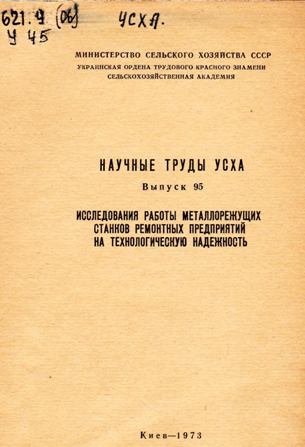 621.9 (06) УСХА.
У 45
МИНИСТЕРСТВО СЕЛЬСКОГО ХОЗЯЙСТВА СССР
УКРАИНСКАЯ ОРДЕНА ТРУДОВОГО КРАСНОГО ЗНАМЕНИ
СЕЛЬСКОХОЗЯЙСТВЕННАЯ АКАДЕМИЯ
НАУЧНЫЕ ТРУДЫ УСХА
Выпуск 95
ИССЛЕДОВАНИЯ РАБОТЫ МЕТАЛЛОРЕЖУЩИХ
СТАНКОВ РЕМОНТНЫХ ПРЕДПРИЯТИЙ
НА ТЕХНОЛОГИЧЕСКУЮ НАДЕЖНОСТЬ
Киев—1973